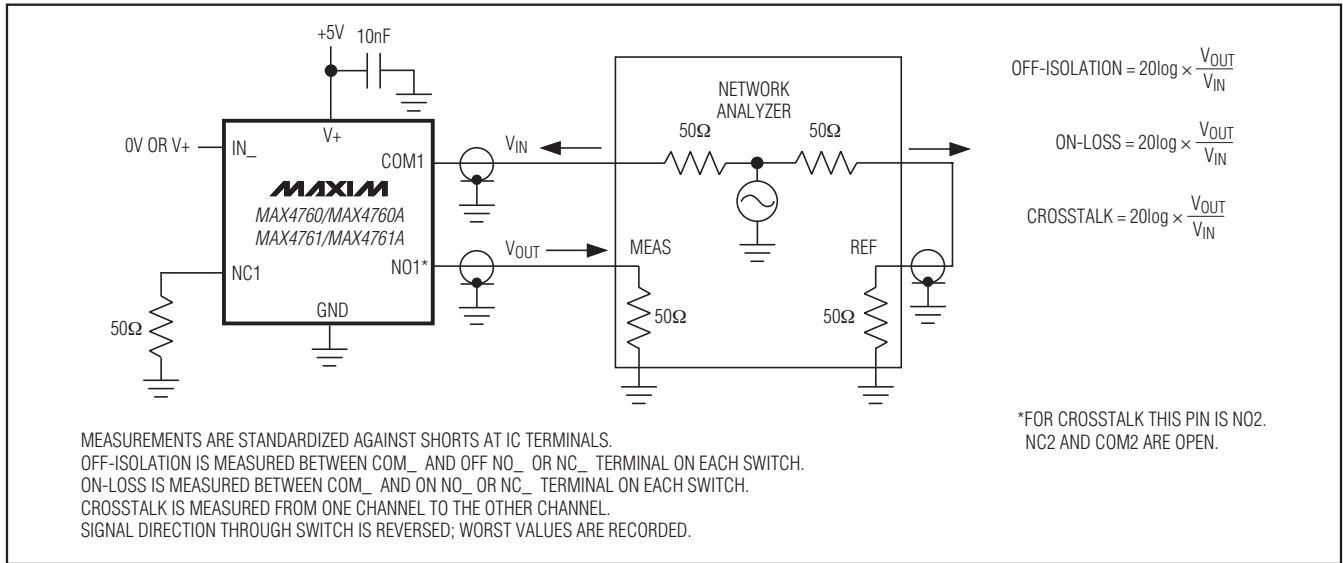 +5V
10nF
NETWORK
ANALYZER
50Ω
50Ω
OFF-ISOLATION = 20log × VOUT/VIN
0V OR V+
IN_
V+
COM1
VIN
ON-LOSS = 20log × VOUT/VIN
MAXIM
MAX4760/MAX4760A
MAX4761/MAX4761A
CROSSTALK = 20log × VOUT/VIN
NC1
NO1*
VOUT
MEAS
REF
50Ω
GND
50Ω
50Ω
MEASUREMENTS ARE STANDARDIZED AGAINST SHORTS AT IC TERMINALS.
OFF-ISOLATION IS MEASURED BETWEEN COM_ AND OFF NO_ OR NC_ TERMINAL ON EACH SWITCH.
ON-LOSS IS MEASURED BETWEEN COM_ AND ON NO_ OR NC_ TERMINAL ON EACH SWITCH.
CROSSTALK IS MEASURED FROM ONE CHANNEL TO THE OTHER CHANNEL.
SIGNAL DIRECTION THROUGH SWITCH IS REVERSED; WORST VALUES ARE RECORDED.
*FOR CROSSTALK THIS PIN IS NO2.
NC2 AND COM2 ARE OPEN.